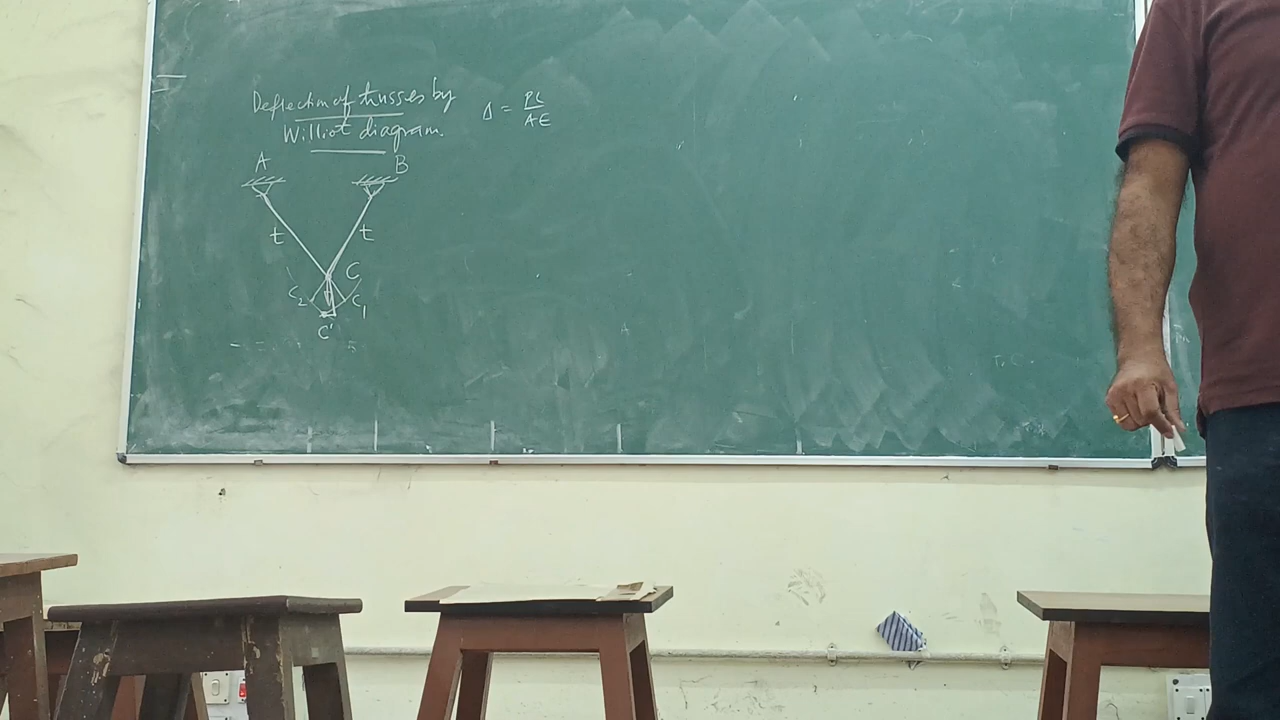 Deflection of trusses by
Williot diagram.
Δ = PL
AE
A
B
t
t
C
C2
C1
C'